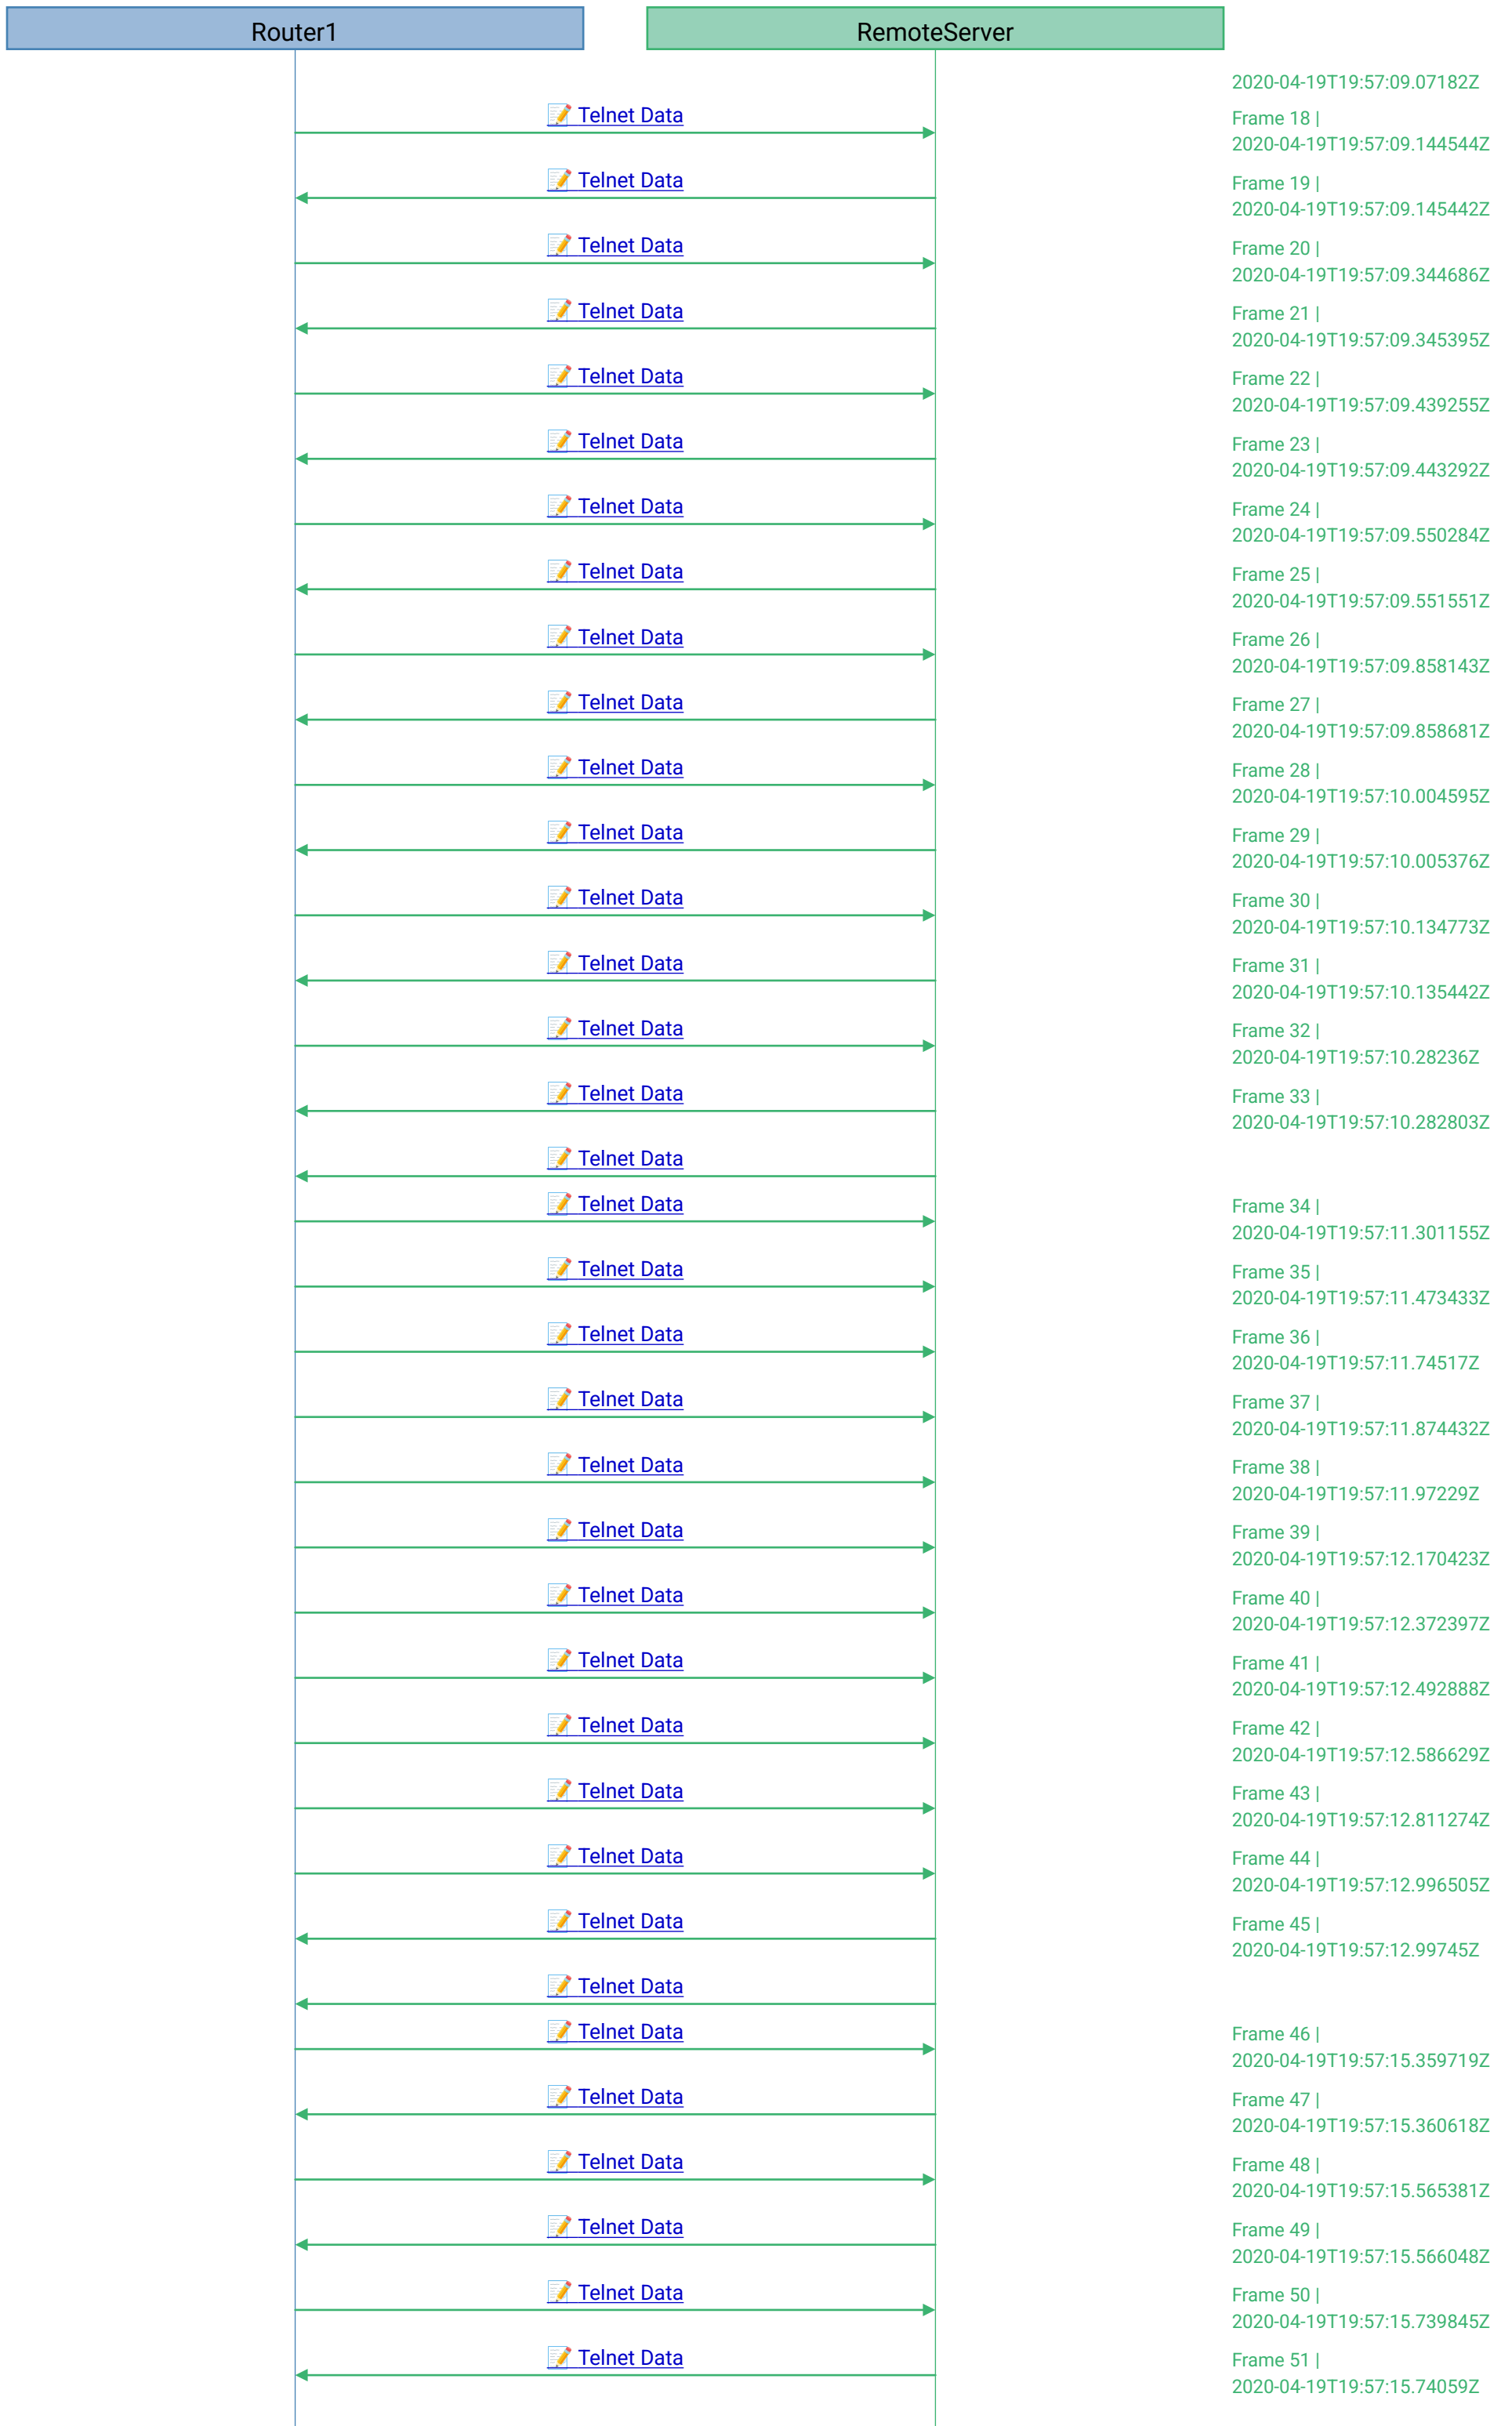 Router1
RemoteServer
2020-04-19T19:57:09.07182Z
Telnet Data
Frame 18 |
2020-04-19T19:57:09.144544Z
Telnet Data
Frame 19 |
2020-04-19T19:57:09.145442Z
Telnet Data
Frame 20 |
2020-04-19T19:57:09.344686Z
Telnet Data
Frame 21 |
2020-04-19T19:57:09.345395Z
Telnet Data
Frame 22 |
2020-04-19T19:57:09.439255Z
Telnet Data
Frame 23 |
2020-04-19T19:57:09.443292Z
Telnet Data
Frame 24 |
2020-04-19T19:57:09.550284Z
Telnet Data
Frame 25 |
2020-04-19T19:57:09.551551Z
Telnet Data
Frame 26 |
2020-04-19T19:57:09.858143Z
Telnet Data
Frame 27 |
2020-04-19T19:57:09.858681Z
Telnet Data
Frame 28 |
2020-04-19T19:57:10.004595Z
Telnet Data
Frame 29 |
2020-04-19T19:57:10.005376Z
Telnet Data
Frame 30 |
2020-04-19T19:57:10.134773Z
Telnet Data
Frame 31 |
2020-04-19T19:57:10.135442Z
Telnet Data
Frame 32 |
2020-04-19T19:57:10.28236Z
Telnet Data
Frame 33 |
2020-04-19T19:57:10.282803Z
Telnet Data
Telnet Data
Frame 34 |
2020-04-19T19:57:11.301155Z
Telnet Data
Frame 35 |
2020-04-19T19:57:11.473433Z
Telnet Data
Frame 36 |
2020-04-19T19:57:11.74517Z
Telnet Data
Frame 37 |
2020-04-19T19:57:11.874432Z
Telnet Data
Frame 38 |
2020-04-19T19:57:11.97229Z
Telnet Data
Frame 39 |
2020-04-19T19:57:12.170423Z
Telnet Data
Frame 40 |
2020-04-19T19:57:12.372397Z
Telnet Data
Frame 41 |
2020-04-19T19:57:12.492888Z
Telnet Data
Frame 42 |
2020-04-19T19:57:12.586629Z
Telnet Data
Frame 43 |
2020-04-19T19:57:12.811274Z
Telnet Data
Frame 44 |
2020-04-19T19:57:12.996505Z
Telnet Data
Frame 45 |
2020-04-19T19:57:12.99745Z
Telnet Data
Telnet Data
Frame 46 |
2020-04-19T19:57:15.359719Z
Telnet Data
Frame 47 |
2020-04-19T19:57:15.360618Z
Telnet Data
Frame 48 |
2020-04-19T19:57:15.565381Z
Telnet Data
Frame 49 |
2020-04-19T19:57:15.566048Z
Telnet Data
Frame 50 |
2020-04-19T19:57:15.739845Z
Telnet Data
Frame 51 |
2020-04-19T19:57:15.74059Z